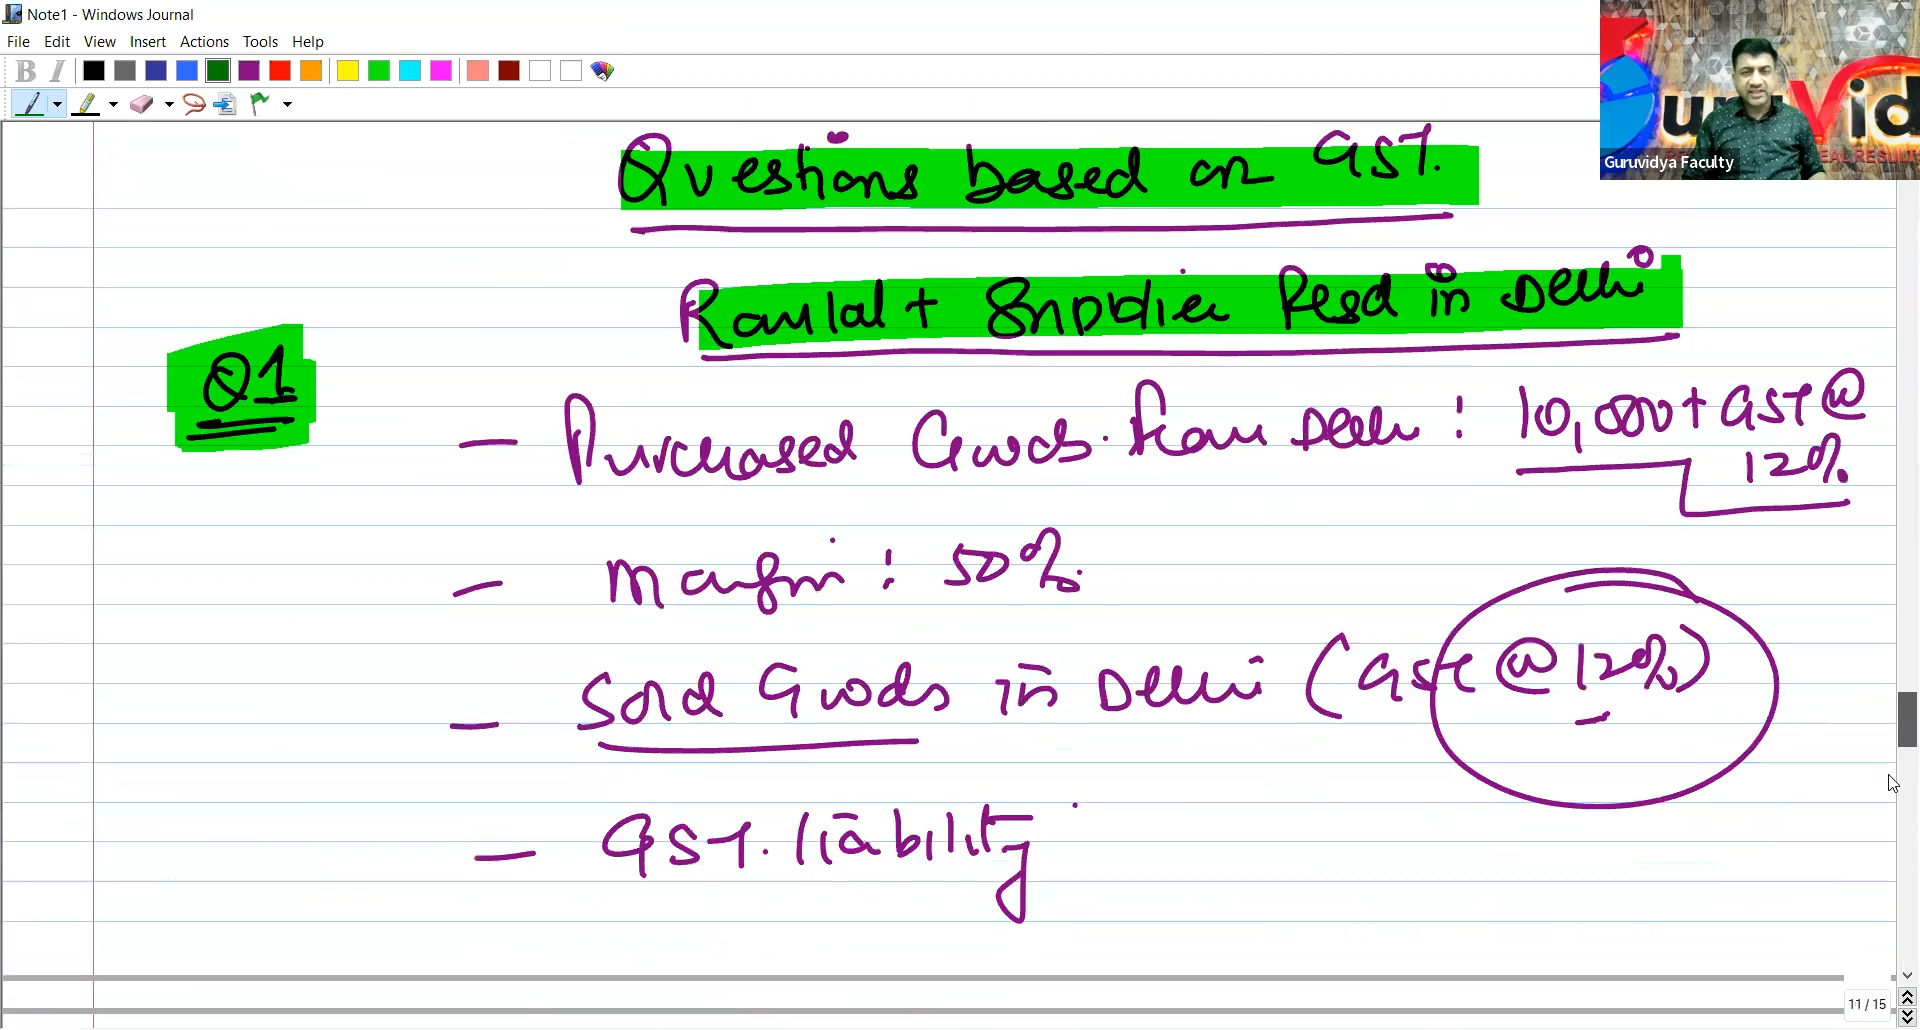 Note1 - Windows Journal
File Edit View Insert Actions Tools Help
B I
Guruvidya Faculty
Questions based on GST.
Ramlal + Supplier Resd in Delhi
Q1
— Purchased Goods from Delhi : 10,000 + GST @ 12%
— Margin : 50%
— Sold Goods in Delhi (GST @ 12%)
— GST liability
11 / 15